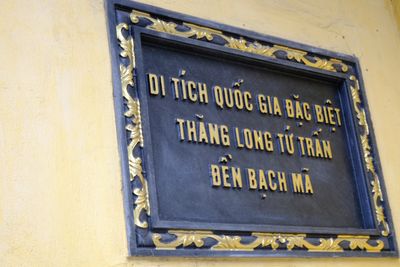 DI TÍCH QUỐC GIA ĐẶC BIỆT
THĂNG LONG TỨ TRẤN
ĐỀN BẠCH MÃ